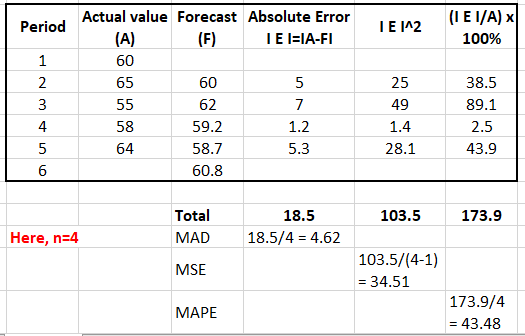 Period Actual value (A) Forecast (F) Absolute Error I E I=IA-FI I E I^2 (I E I/A) x 100%
1 60
2 65 60 5 25 38.5
3 55 62 7 49 89.1
4 58 59.2 1.2 1.4 2.5
5 64 58.7 5.3 28.1 43.9
6 60.8
Total 18.5 103.5 173.9
Here, n=4 MAD 18.5/4 = 4.62
MSE 103.5/(4-1) = 34.51
MAPE 173.9/4 = 43.48